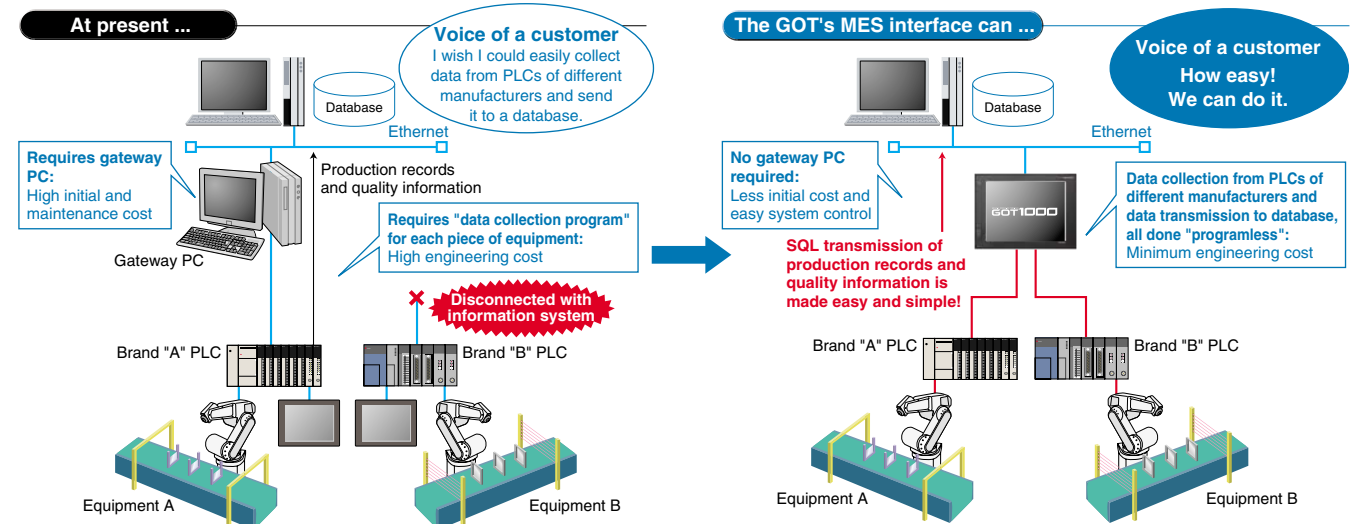 At present ...
Voice of a customer
I wish I could easily collect
data from PLCs of different
manufacturers and send
it to a database.
Database
Ethernet
Requires gateway
PC:
High initial and
maintenance cost
Production records
and quality information
Gateway PC
Requires "data collection program"
for each piece of equipment:
High engineering cost
Disconnected with
information system
Brand "A" PLC
Brand "B" PLC
Equipment A
Equipment B
The GOT's MES interface can ...
Voice of a customer
How easy!
We can do it.
Database
Ethernet
No gateway PC
required:
Less initial cost and
easy system control
GOT1000
Data collection from PLCs of
different manufacturers and
data transmission to database,
all done "programless":
Minimum engineering cost
SQL transmission of
production records and
quality information is
made easy and simple!
Brand "A" PLC
Brand "B" PLC
Equipment A
Equipment B